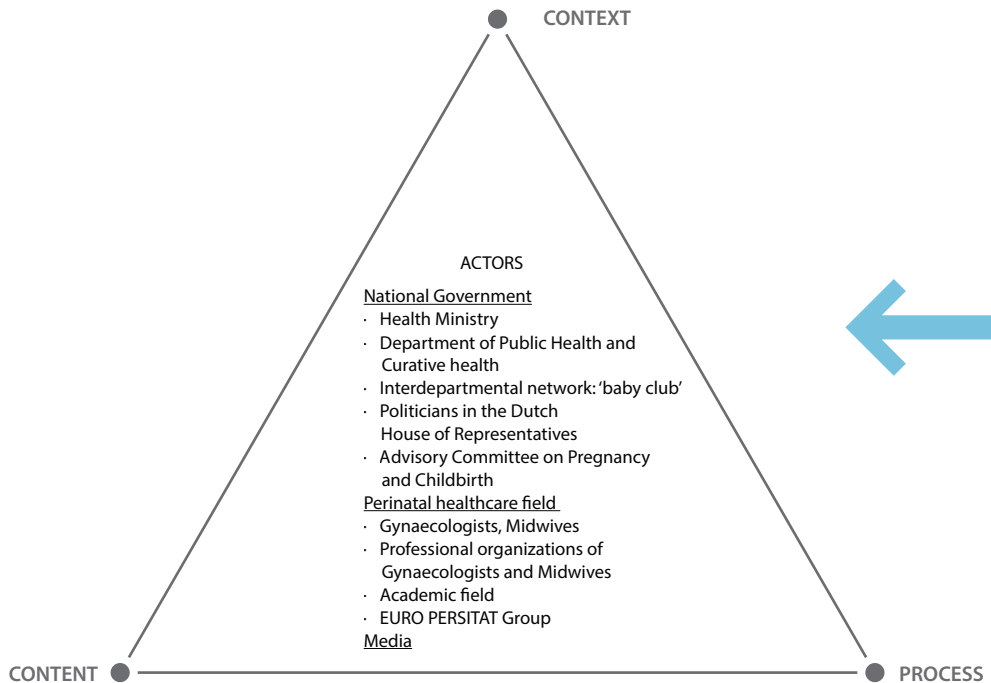 CONTEXT
ACTORS
National Government
· Health Ministry
· Department of Public Health and
Curative health
· Interdepartmental network: ‘baby club’
· Politicians in the Dutch
House of Representatives
· Advisory Committee on Pregnancy
and Childbirth
Perinatal healthcare field
· Gynaecologists, Midwives
· Professional organizations of
Gynaecologists and Midwives
· Academic field
· EURO PERSITAT Group
Media
CONTENT
PROCESS